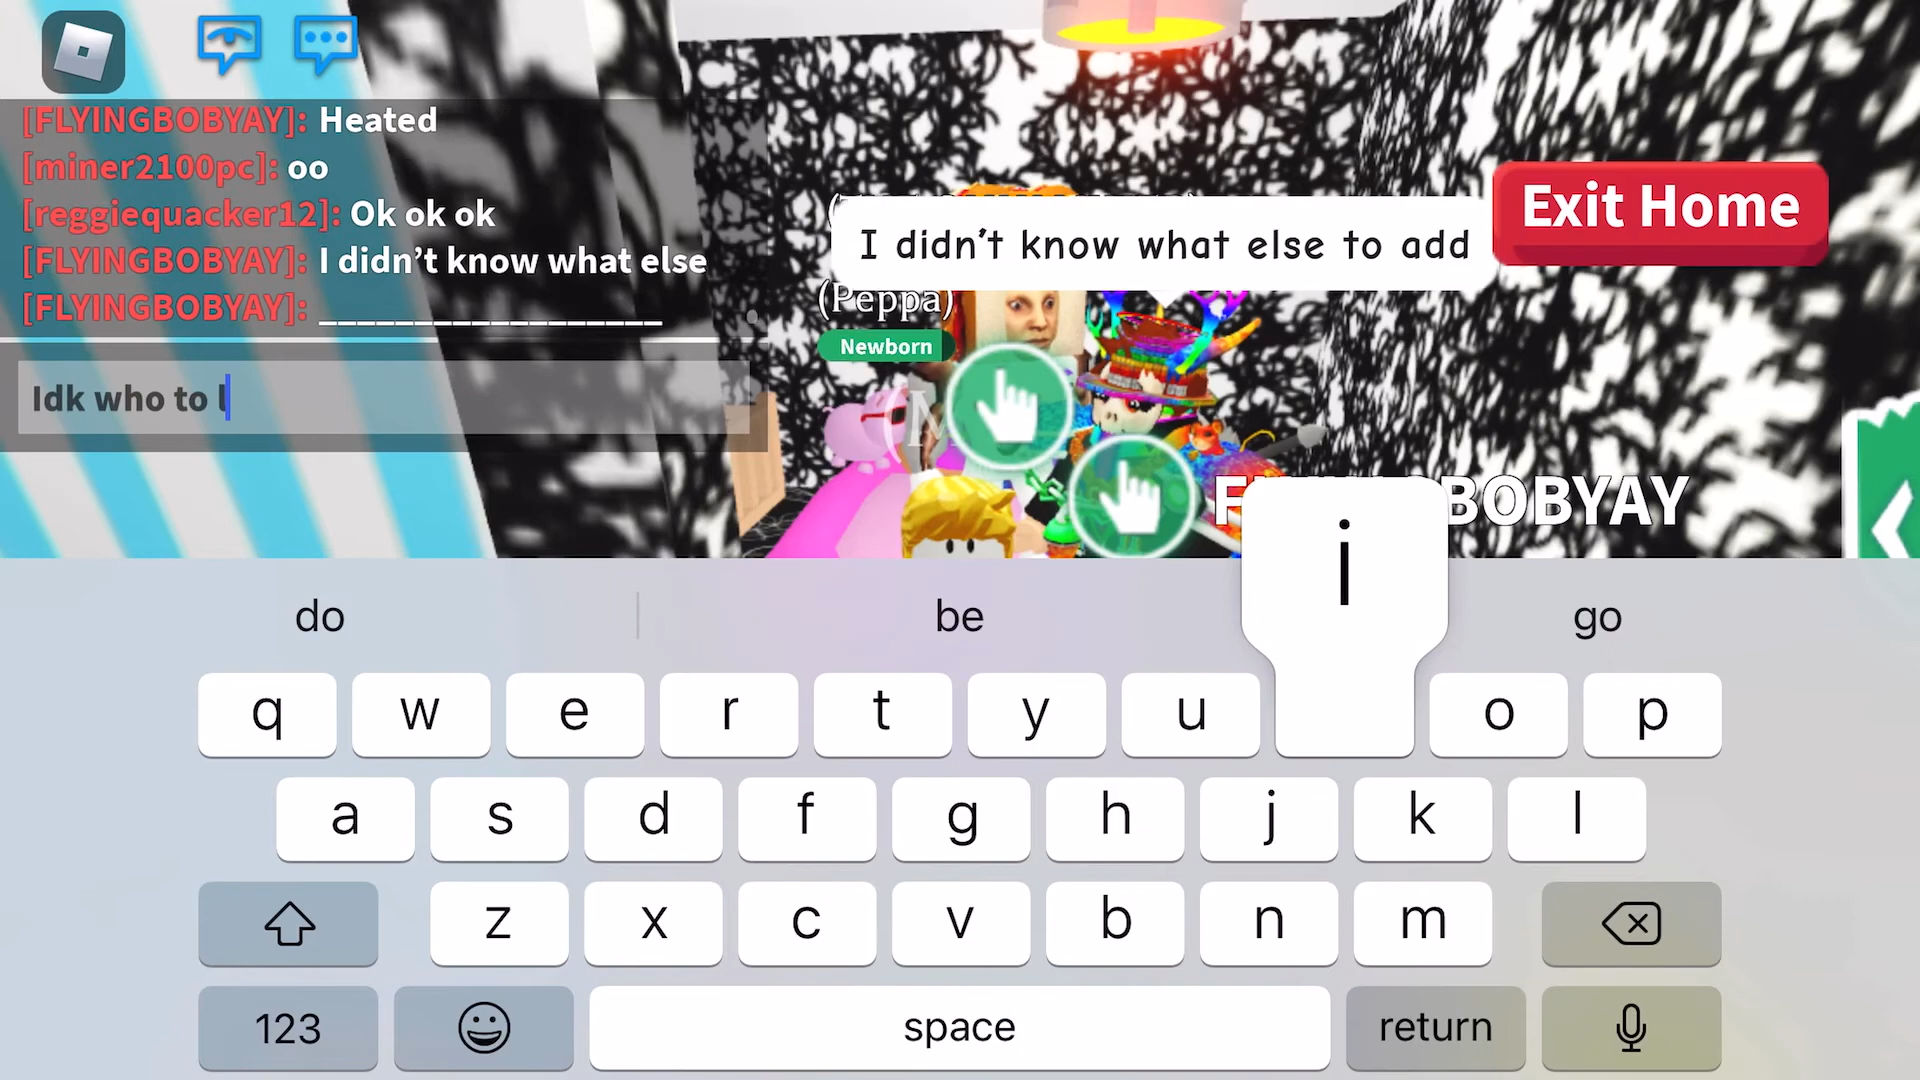 [FLYINGBOBYAY]: Heated
[miner2100pc]: oo
[reggiequacker12]: Ok ok ok
[FLYINGBOBYAY]: I didn't know what else
[FLYINGBOBYAY]: __________________
Idk who to l
I didn't know what else to add
Exit Home
(Peppa)
Newborn
BOBYAY
i
do
be
go
q w e r t y u o p
a s d f g h j k l
z x c v b n m
123
space
return